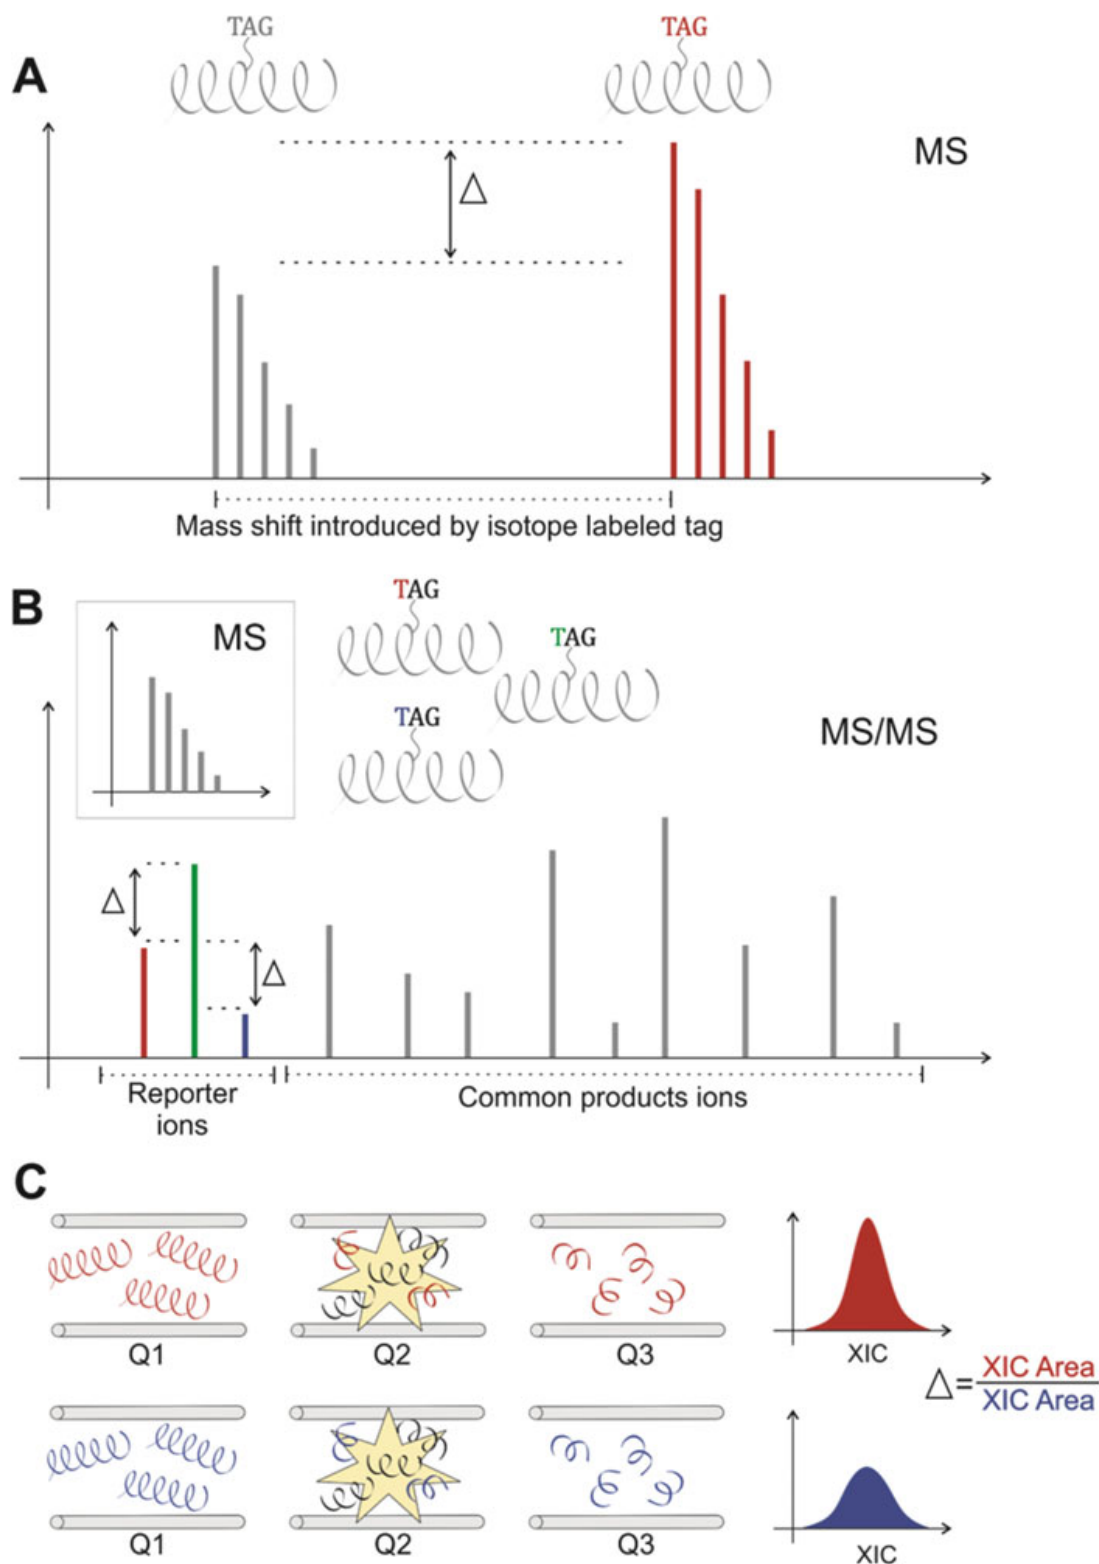 TAG TAG
A
MS
Δ
Mass shift introduced by isotope labeled tag
B
TAG
MS
TAG
TAG
MS/MS
Δ
Δ
Reporter
ions
Common products ions
C
Q1 Q2 Q3 XIC
Δ = XIC Area
XIC Area
Q1 Q2 Q3 XIC